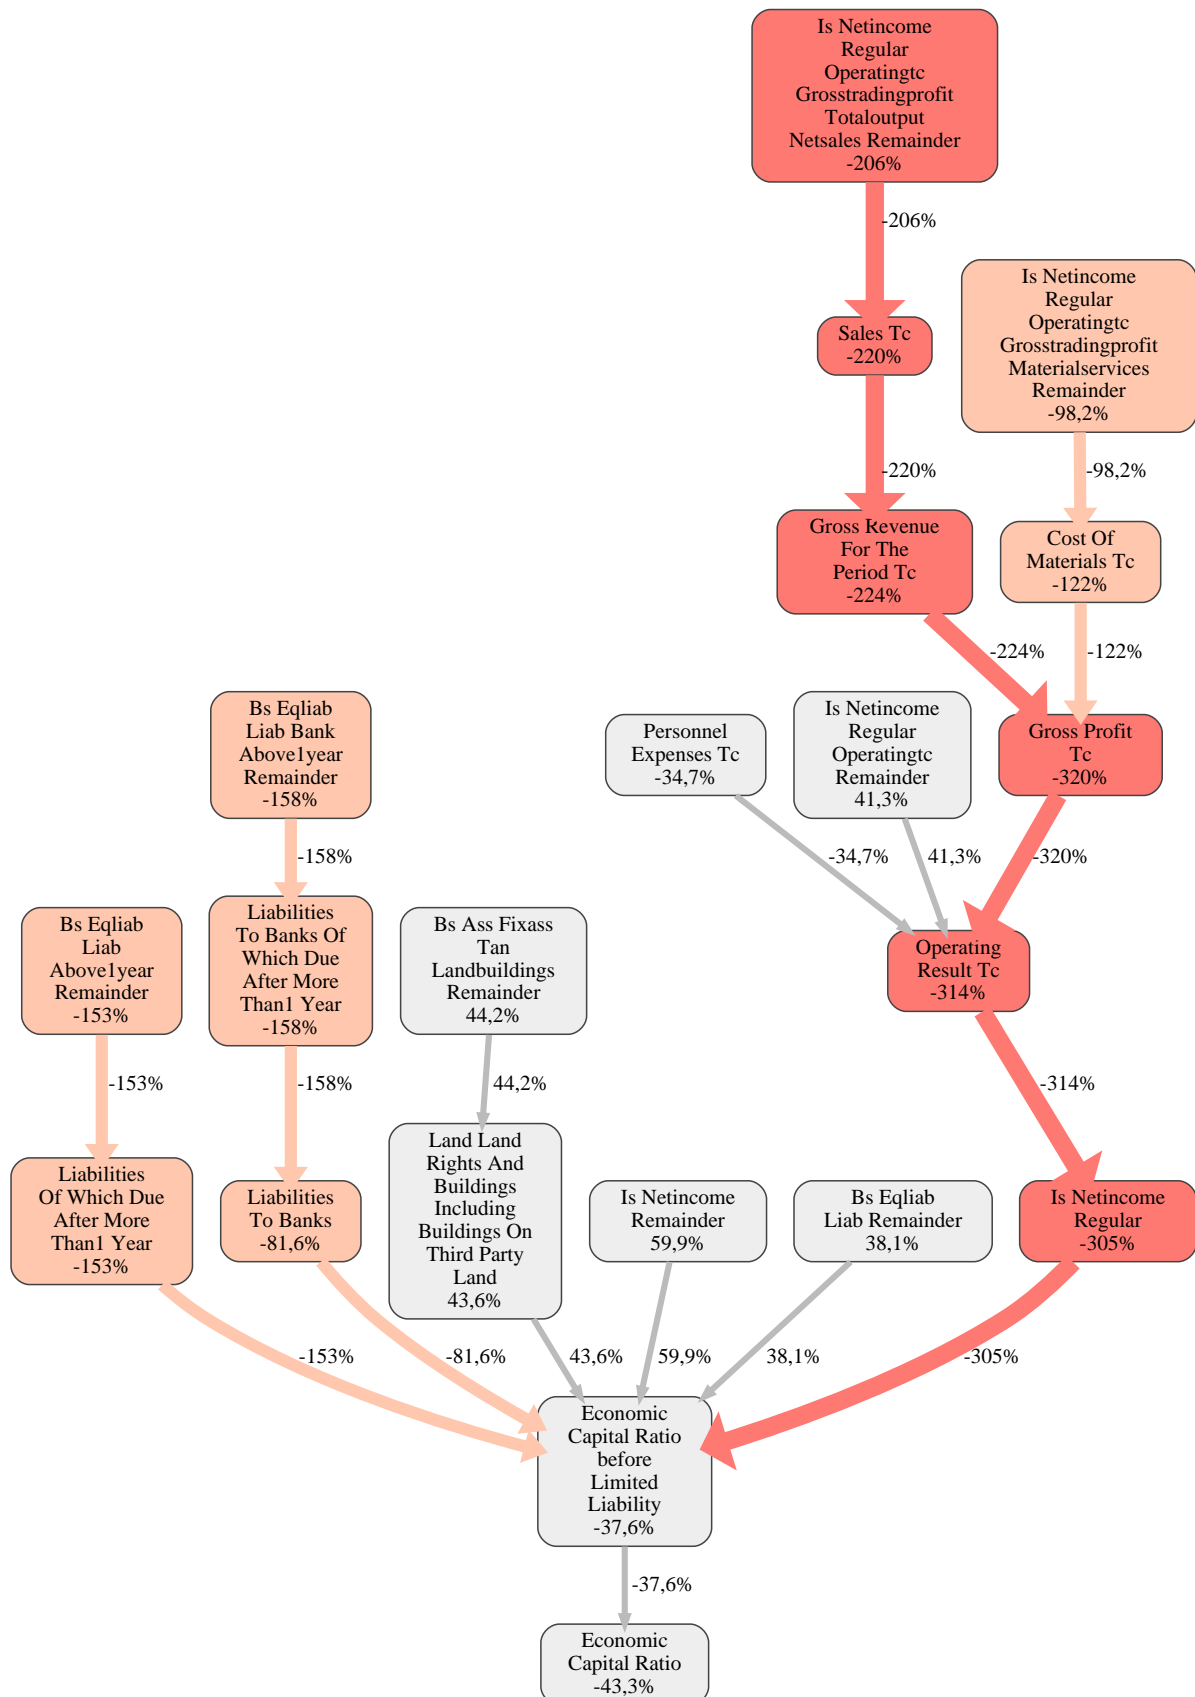 Is Netincome
Regular
Operatingtc
Grosstradingprofit
Totaloutput
Netsales Remainder
-206%
-206%
Is Netincome
Regular
Operatingtc
Grosstradingprofit
Materialservices
Remainder
-98,2%
Sales Tc
-220%
-220%
-98,2%
Gross Revenue
For The
Period Tc
-224%
Cost Of
Materials Tc
-122%
-224%
-122%
Bs Eqliab
Liab Bank
Above1year
Remainder
-158%
Personnel
Expenses Tc
-34,7%
Is Netincome
Regular
Operatingtc
Remainder
41,3%
Gross Profit
Tc
-320%
-158%
-34,7%
41,3%
-320%
Bs Eqliab
Liab
Above1year
Remainder
-153%
Liabilities
To Banks Of
Which Due
After More
Than1 Year
-158%
Bs Ass Fixass
Tan
Landbuildings
Remainder
44,2%
Operating
Result Tc
-314%
-153%
-158%
44,2%
-314%
Liabilities
Of Which Due
After More
Than1 Year
-153%
Liabilities
To Banks
-81,6%
Land Land
Rights And
Buildings
Including
Buildings On
Third Party
Land
43,6%
Is Netincome
Remainder
59,9%
Bs Eqliab
Liab Remainder
38,1%
Is Netincome
Regular
-305%
-153%
-81,6%
43,6%
59,9%
38,1%
-305%
Economic
Capital Ratio
before
Limited
Liability
-37,6%
-37,6%
Economic
Capital Ratio
-43,3%